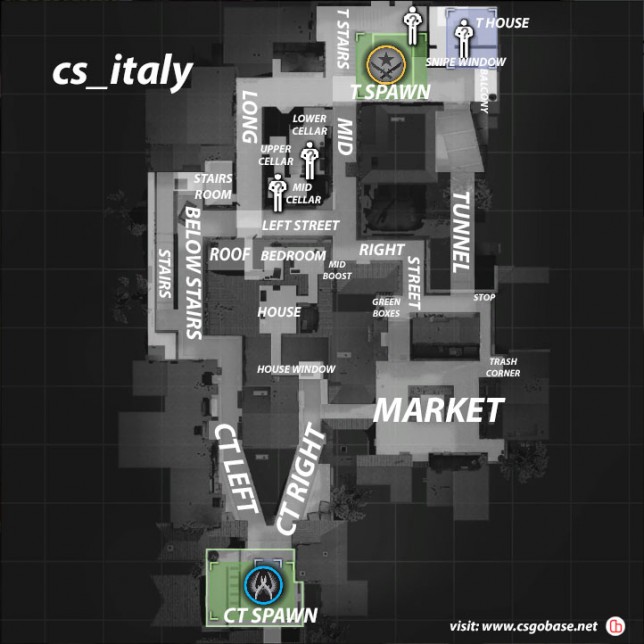 cs_italy
T STAIRS
T HOUSE
SNIPE WINDOW
BALCONY
T SPAWN
LONG
LOWER
CELLAR
MID
UPPER
CELLAR
MID
CELLAR
STAIRS
ROOM
BELOW STAIRS
STAIRS
LEFT STREET
TUNNEL
ROOF
BEDROOM
MID
BOOST
RIGHT
STREET
STOP
GREEN
BOXES
HOUSE
TRASH
CORNER
HOUSE WINDOW
MARKET
CT LEFT
CT RIGHT
CT SPAWN
visit: www.csgobase.net